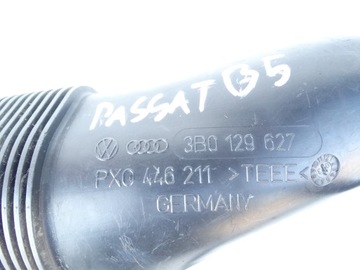 PASSAT B5
3B0 129 627
PXC 446 211 >TEEE<
GERMANY